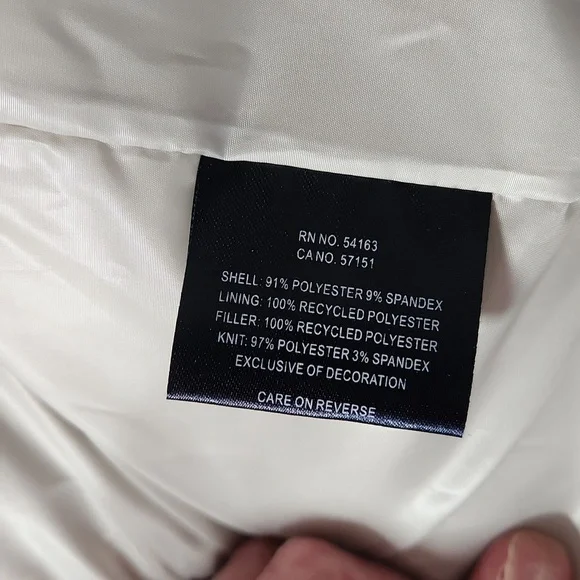 RN NO. 54163
CA NO. 57151
SHELL: 91% POLYESTER 9% SPANDEX
LINING: 100% RECYCLED POLYESTER
FILLER: 100% RECYCLED POLYESTER
KNIT: 97% POLYESTER 3% SPANDEX
EXCLUSIVE OF DECORATION
CARE ON REVERSE